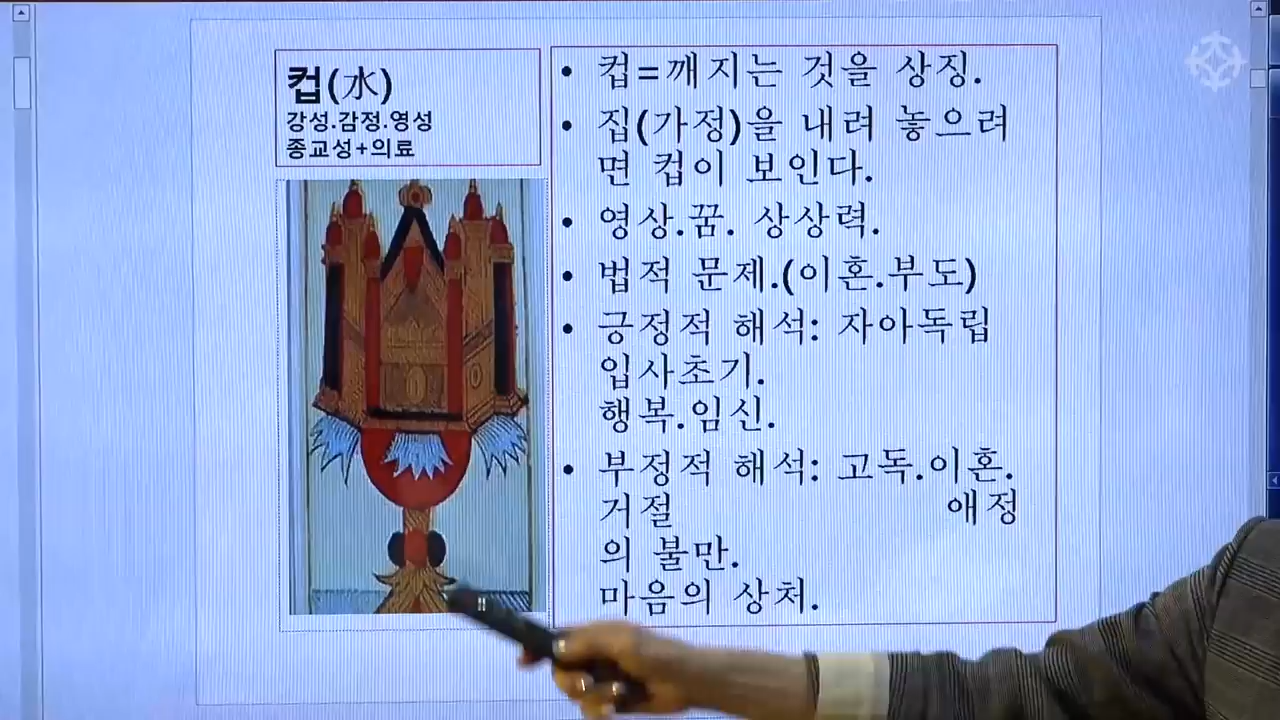 컵(水)
강성.감정.영성
종교성+의료
• 컵=깨지는 것을 상징.
• 집(가정)을 내려 놓으려
면 컵이 보인다.
• 영상.꿈. 상상력.
• 법적 문제.(이혼.부도)
• 긍정적 해석: 자아독립
입사초기.
행복.임신.
• 부정적 해석: 고독.이혼.
거절 애정
의 불만.
마음의 상처.